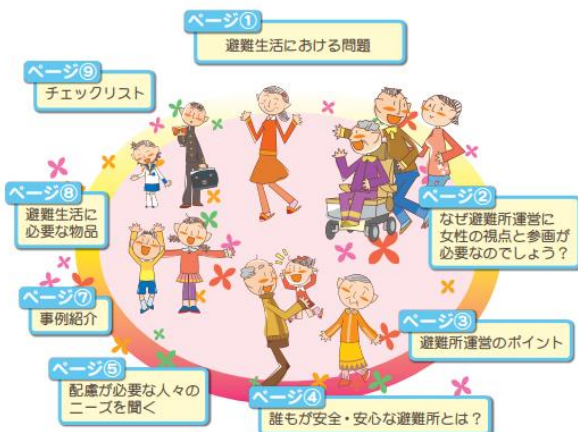 ページ①
避難生活における問題
ページ②
なぜ避難所運営に
女性の視点と参画が
必要なのでしょう？
ページ③
避難所運営のポイント
ページ④
誰もが安全・安心な避難所とは？
ページ⑤
配慮が必要な人々の
ニーズを聞く
ページ⑦
事例紹介
ページ⑧
避難生活に
必要な物品
ページ⑨
チェックリスト